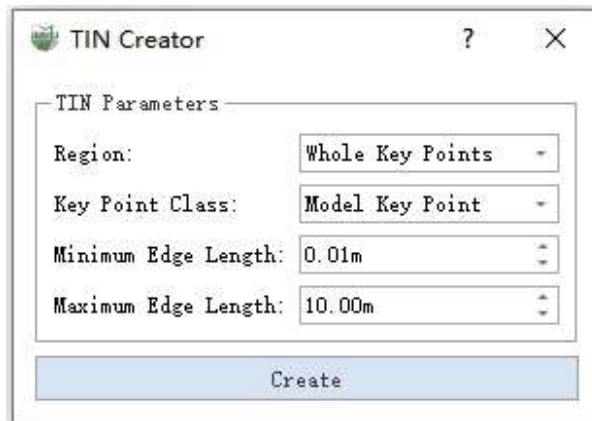 TIN Creator ?
TIN Parameters
Region: Whole Key Points
Key Point Class: Model Key Point
Minimum Edge Length: 0.01m
Maximum Edge Length: 10.00m
Create